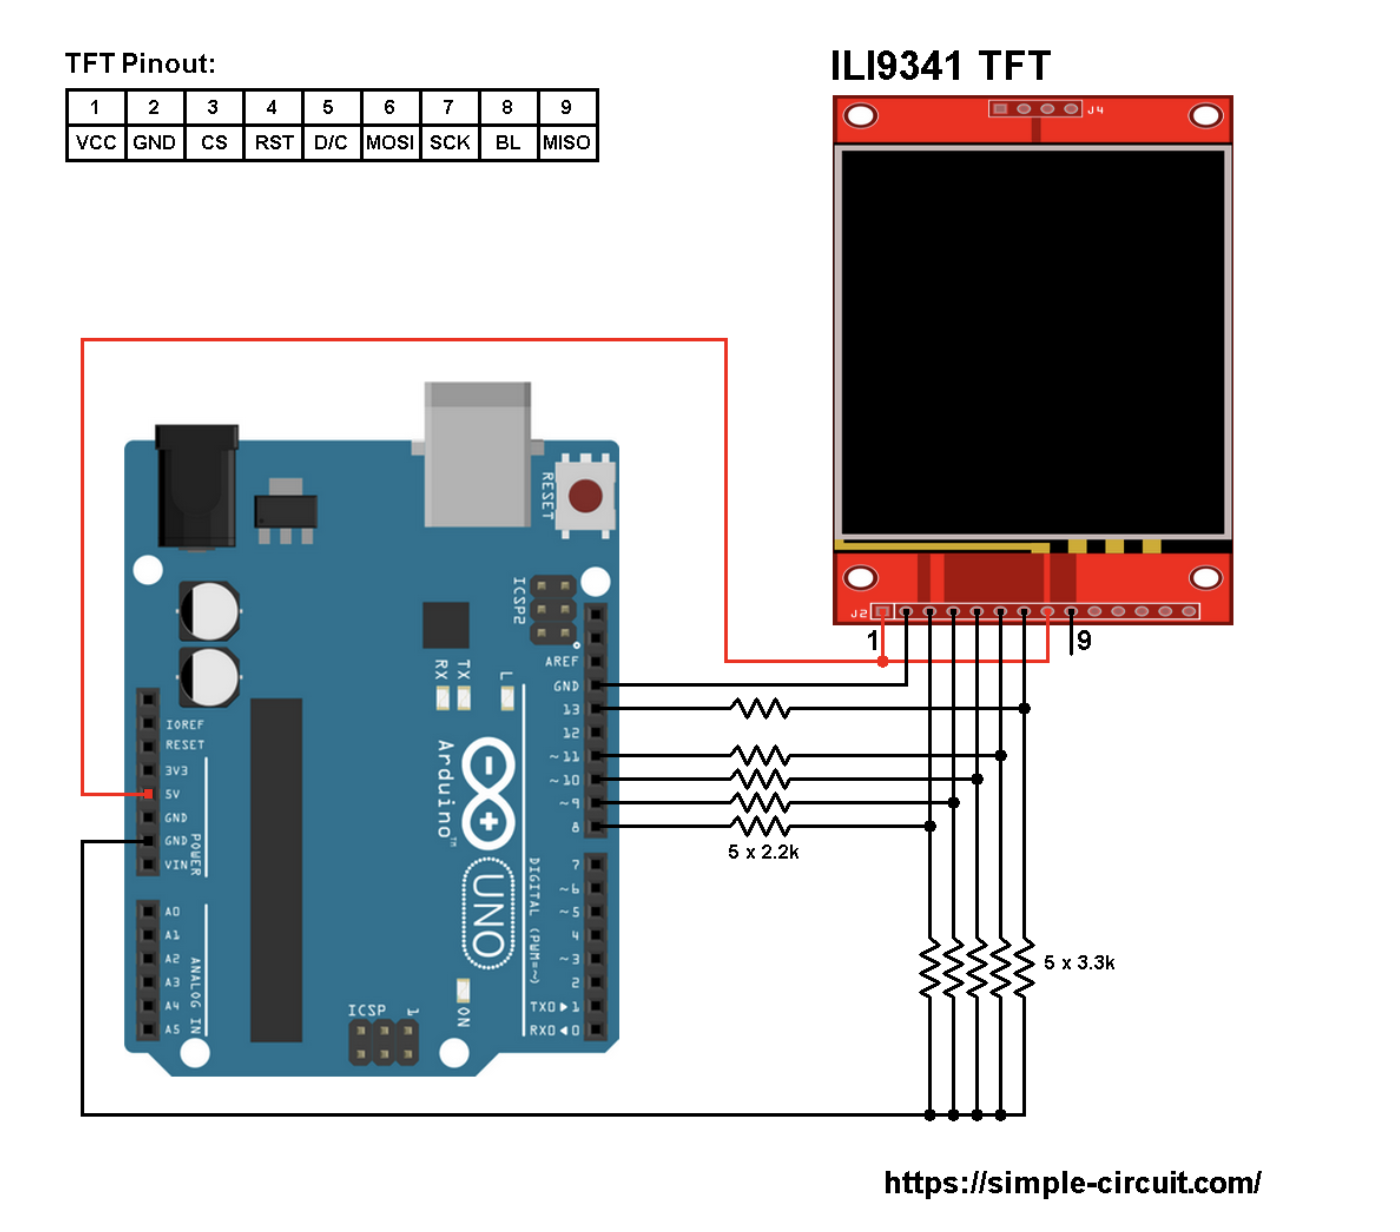 TFT Pinout:
1 2 3 4 5 6 7 8 9
VCC GND CS RST D/C MOSI SCK BL MISO
ILI9341 TFT
J4
J2
1
9
RESET
ICSP2
AREF
GND
13
12
~11
~10
~9
8
7
~6
~5
4
~3
2
TX0▶1
RX0◀0
DIGITAL (PWM=~)
RX
TX
L
Arduino™
UNO
IOREF
RESET
3V3
5V
GND
GND
VIN
POWER
A0
A1
A2
A3
A4
A5
ANALOG IN
ICSP
1
ON
5 x 2.2k
5 x 3.3k
https://simple-circuit.com/